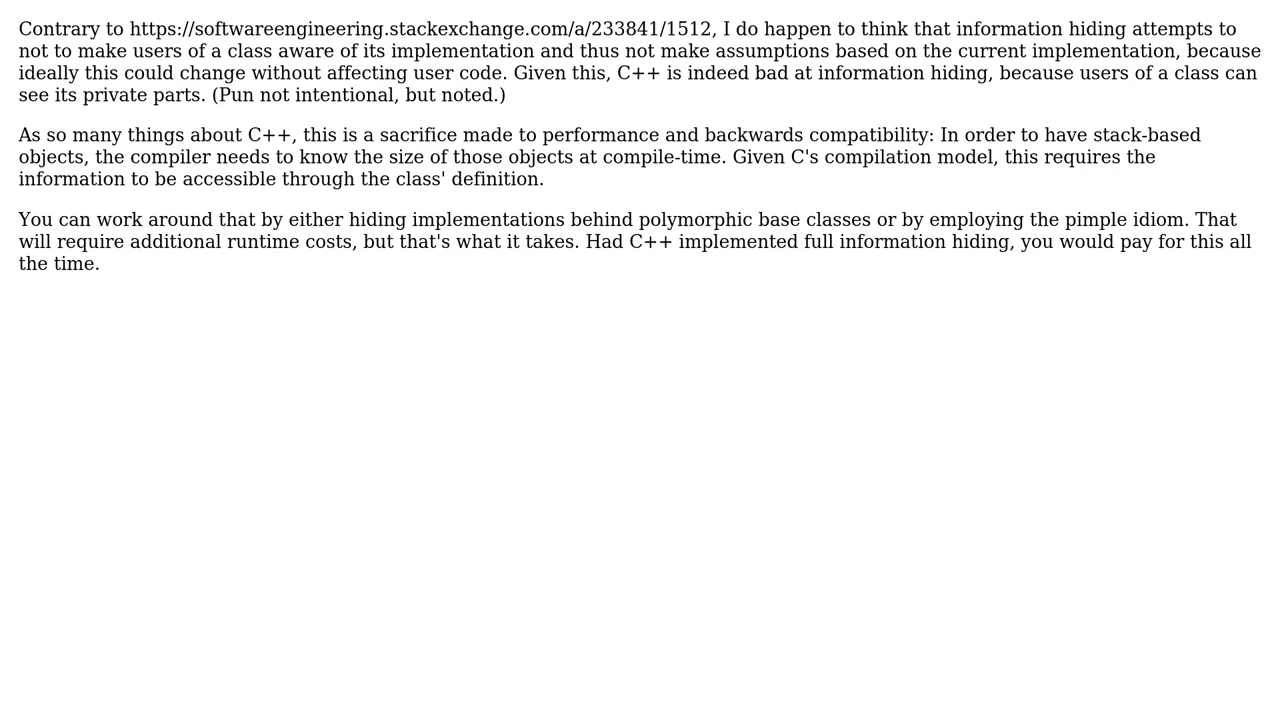 Contrary to https://softwareengineering.stackexchange.com/a/233841/1512, I do happen to think that information hiding attempts to
not to make users of a class aware of its implementation and thus not make assumptions based on the current implementation, because
ideally this could change without affecting user code. Given this, C++ is indeed bad at information hiding, because users of a class can
see its private parts. (Pun not intentional, but noted.)
As so many things about C++, this is a sacrifice made to performance and backwards compatibility: In order to have stack-based
objects, the compiler needs to know the size of those objects at compile-time. Given C's compilation model, this requires the
information to be accessible through the class' definition.
You can work around that by either hiding implementations behind polymorphic base classes or by employing the pimple idiom. That
will require additional runtime costs, but that's what it takes. Had C++ implemented full information hiding, you would pay for this all
the time.